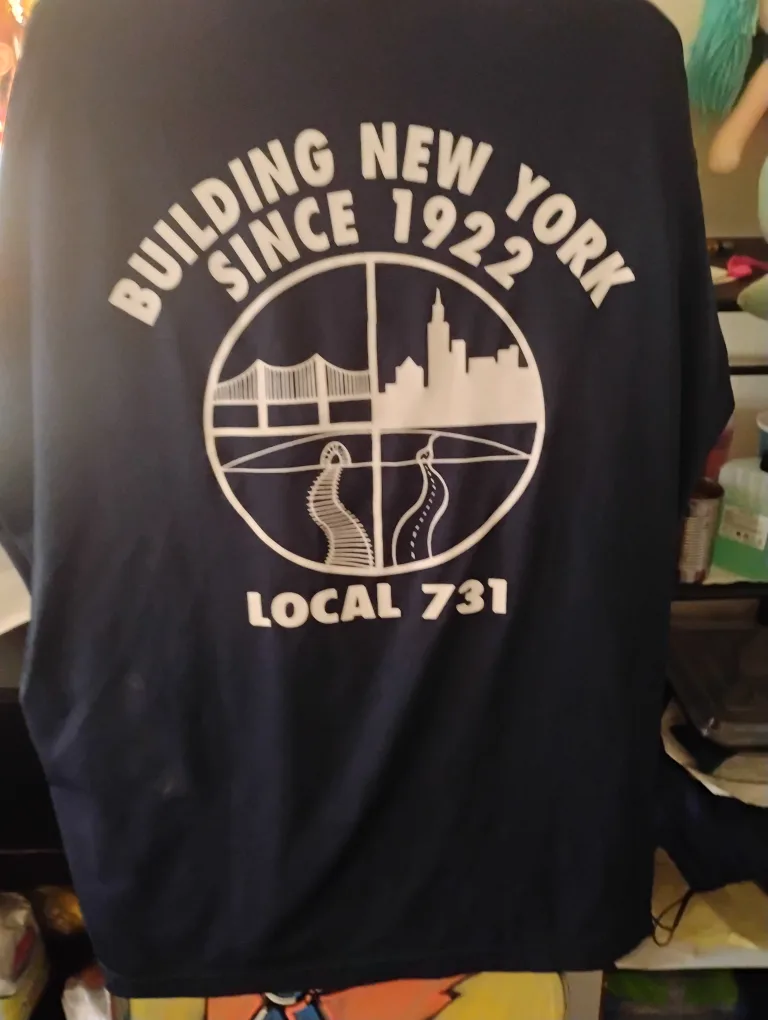 BUILDING NEW YORK
SINCE 1922
LOCAL 731